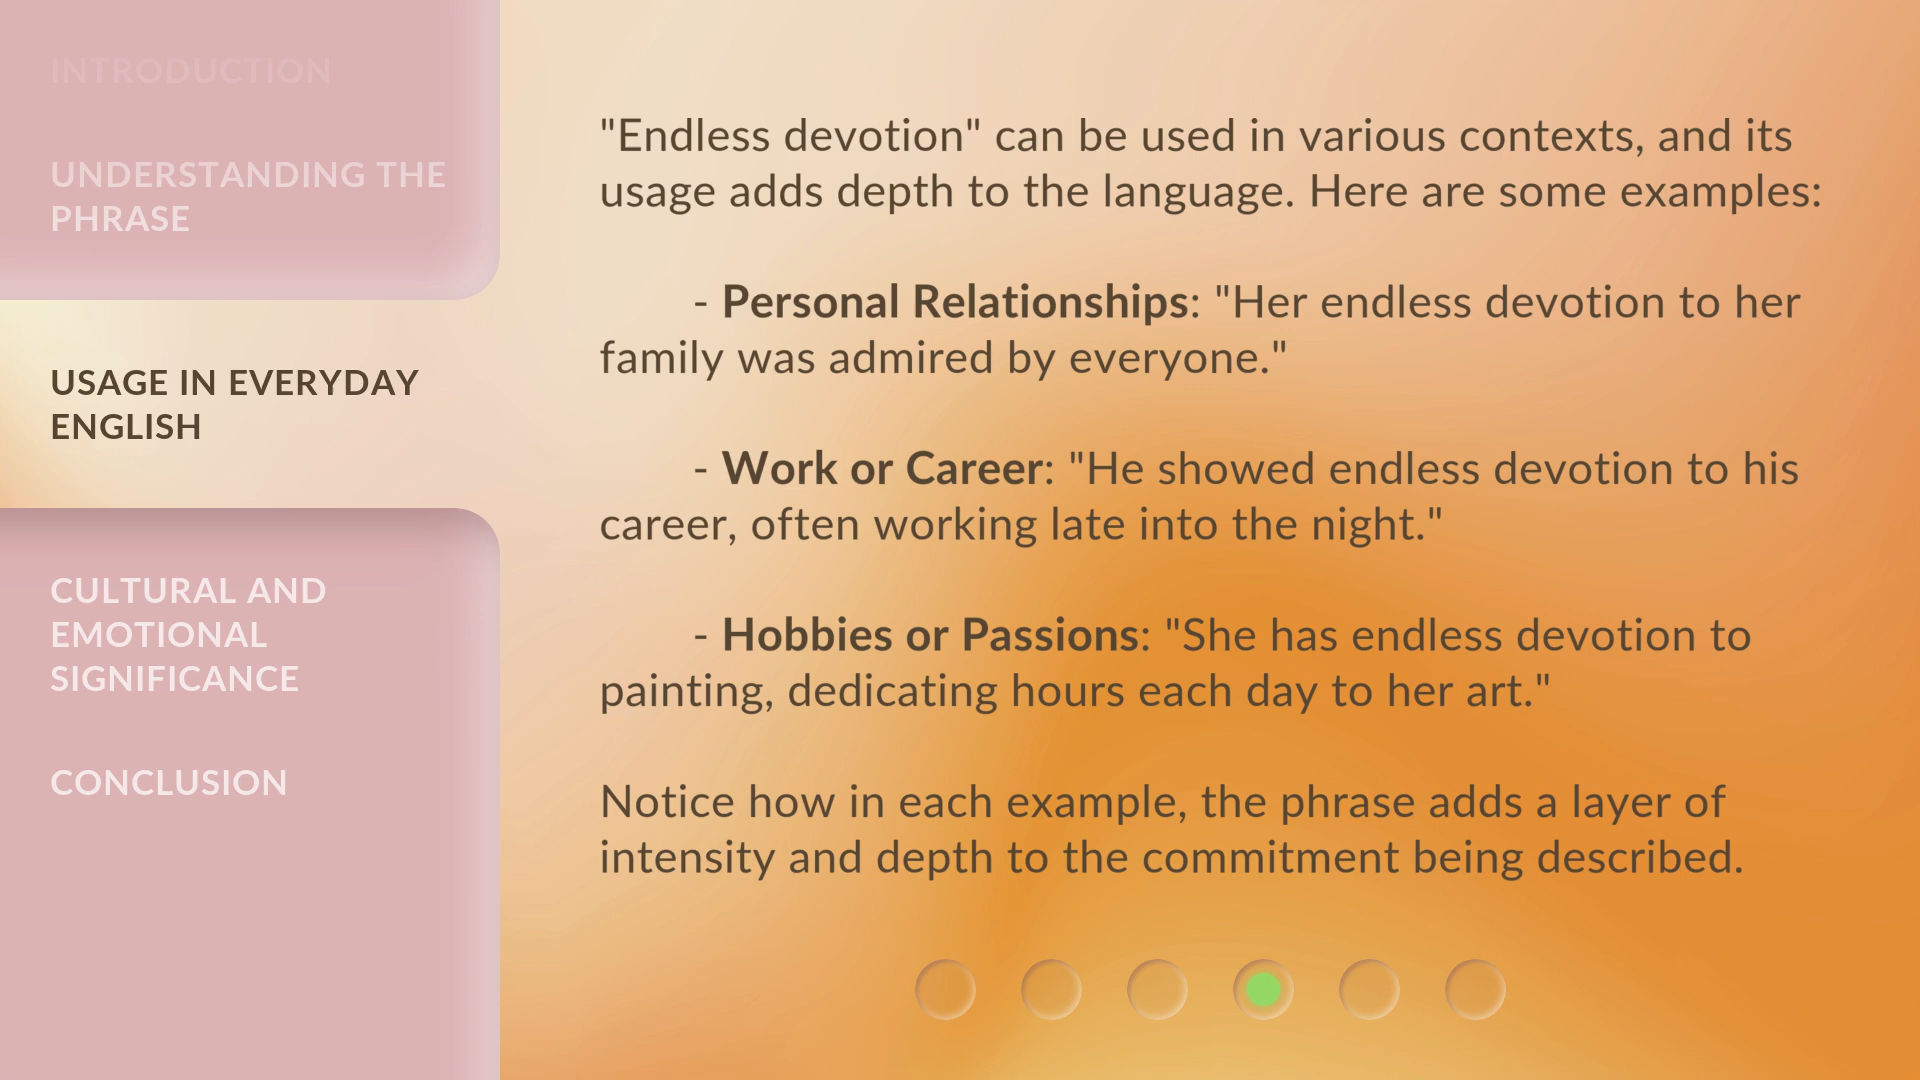 INTRODUCTION
UNDERSTANDING THE
PHRASE
USAGE IN EVERYDAY
ENGLISH
CULTURAL AND
EMOTIONAL
SIGNIFICANCE
CONCLUSION
"Endless devotion" can be used in various contexts, and its
usage adds depth to the language. Here are some examples:
- Personal Relationships: "Her endless devotion to her
family was admired by everyone."
- Work or Career: "He showed endless devotion to his
career, often working late into the night."
- Hobbies or Passions: "She has endless devotion to
painting, dedicating hours each day to her art."
Notice how in each example, the phrase adds a layer of
intensity and depth to the commitment being described.